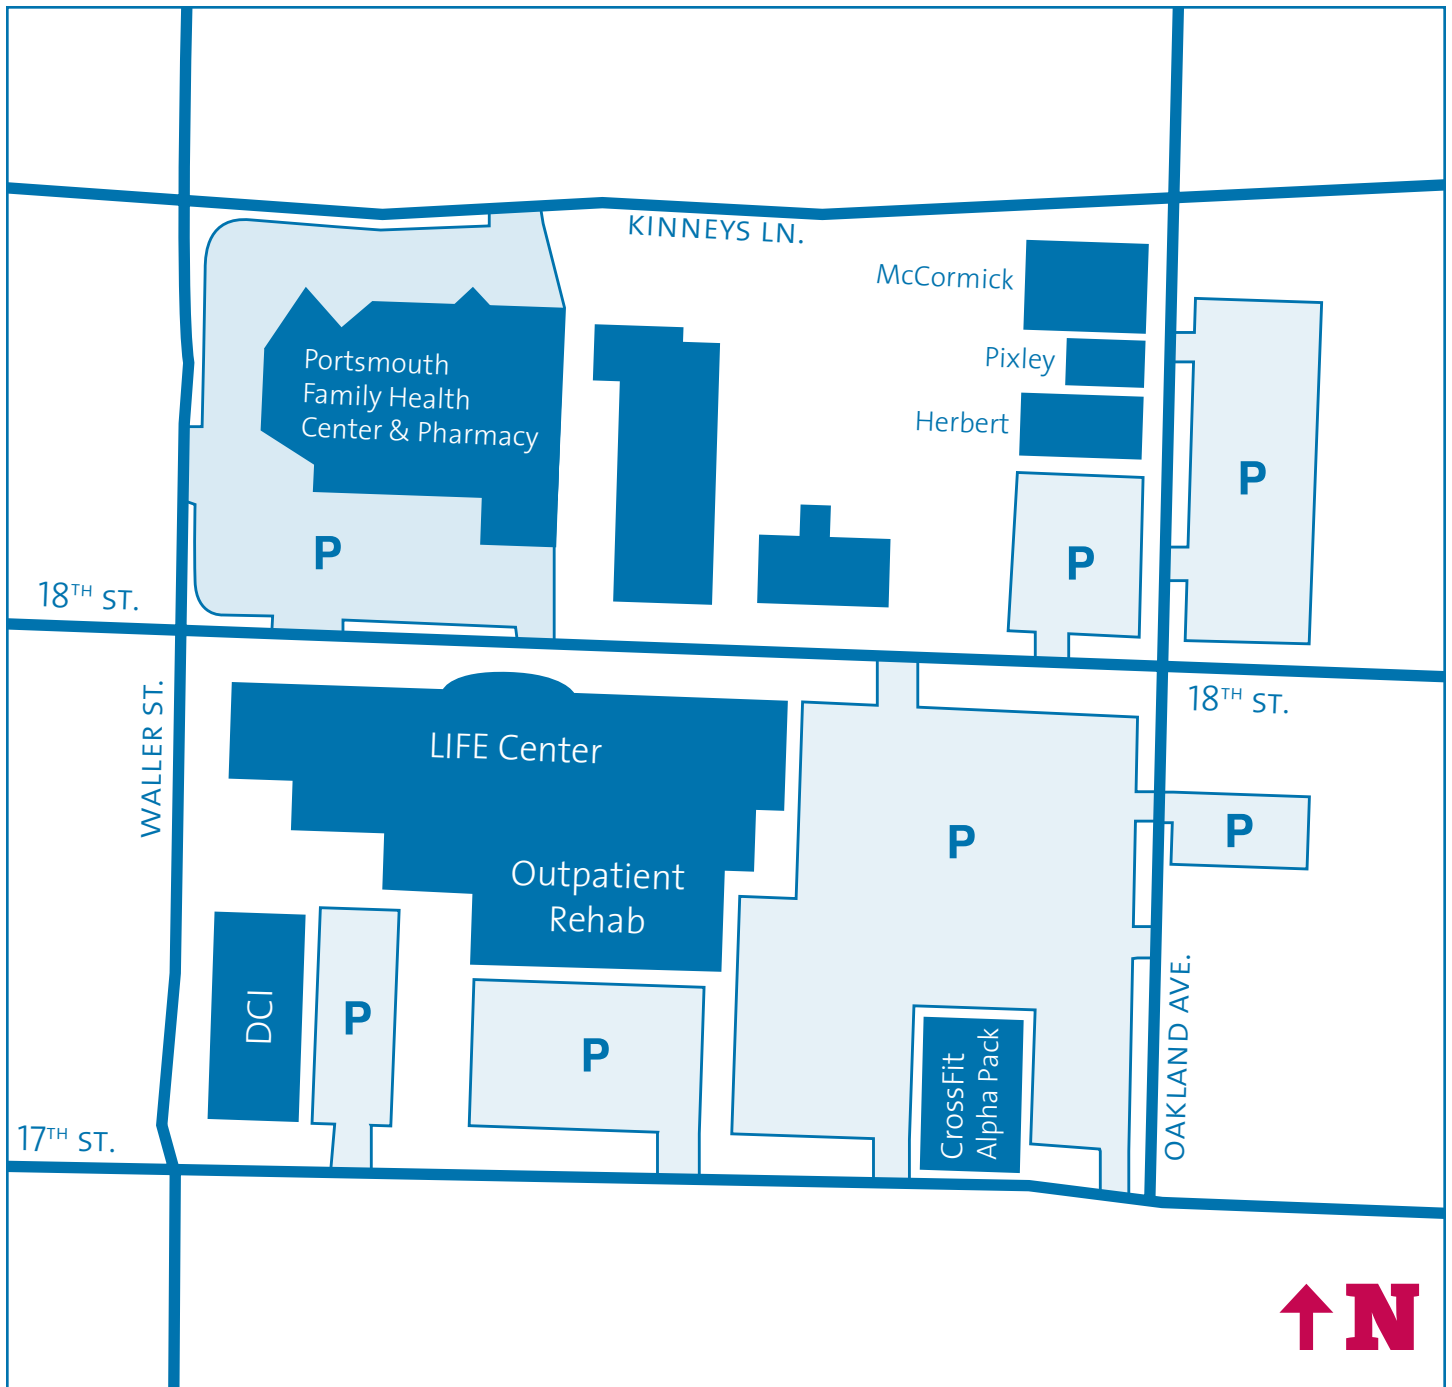 KINNEYS LN.
McCormick
Portsmouth
Family Health
Center & Pharmacy
Pixley
Herbert
P
P
P
18TH ST.
18TH ST.
WALLER ST.
LIFE Center
P
P
Outpatient
Rehab
DCI
P
P
CrossFit
Alpha Pack
OAKLAND AVE.
17TH ST.
N